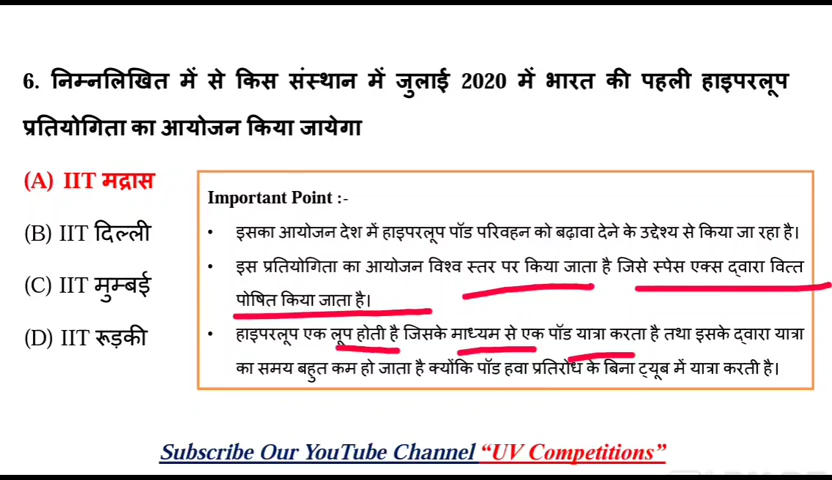 6. निम्नलिखित में से किस संस्थान में जुलाई 2020 में भारत की पहली हाइपरलूप
प्रतियोगिता का आयोजन किया जायेगा
(A) IIT मद्रास
(B) IIT दिल्ली
(C) IIT मुम्बई
(D) IIT रूड़की
Important Point :-
• इसका आयोजन देश में हाइपरलूप पॉड परिवहन को बढ़ावा देने के उद्देश्य से किया जा रहा है।
• इस प्रतियोगिता का आयोजन विश्व स्तर पर किया जाता है जिसे स्पेस एक्स द्वारा वित्त
पोषित किया जाता है।
• हाइपरलूप एक लूप होती है जिसके माध्यम से एक पॉड यात्रा करता है तथा इसके द्वारा यात्रा
का समय बहुत कम हो जाता है क्योंकि पॉड हवा प्रतिरोध के बिना ट्यूब में यात्रा करती है।
Subscribe Our YouTube Channel “UV Competitions”